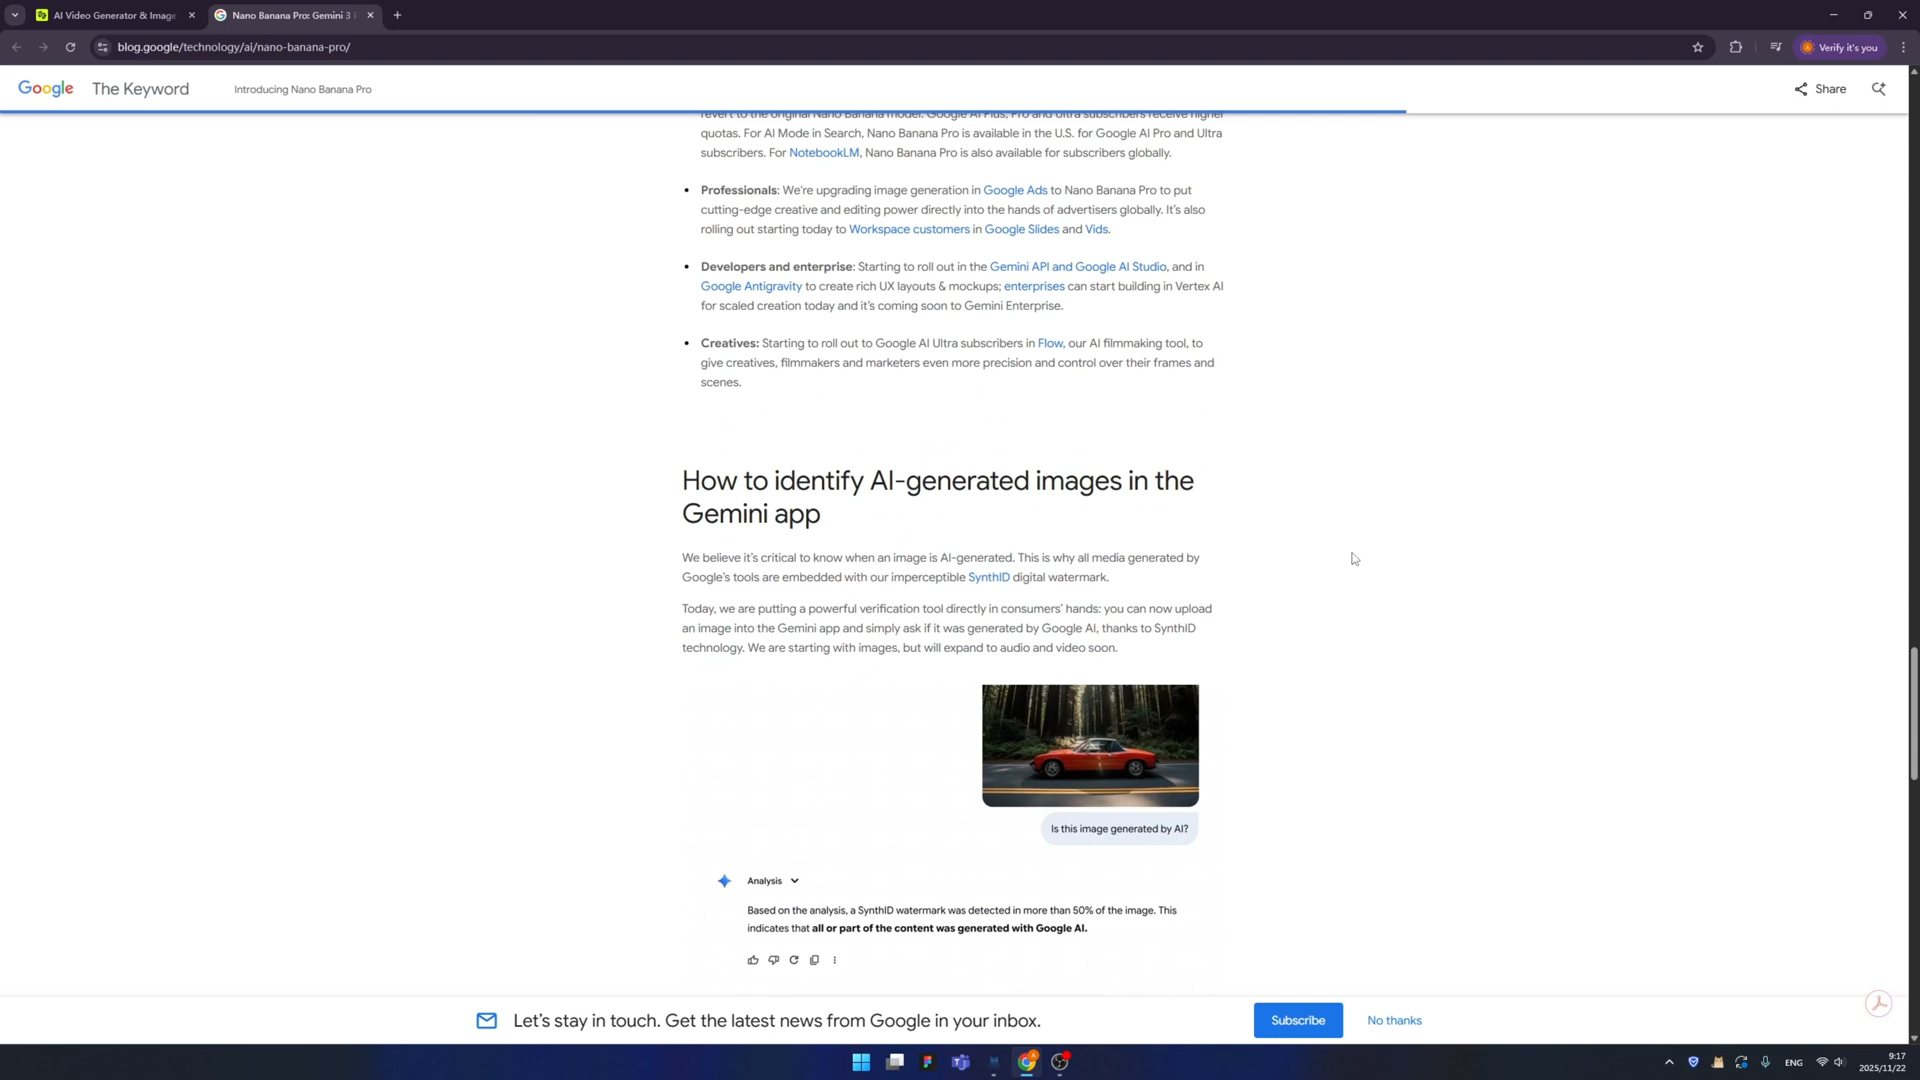 AI Video Generator & Image
Nano Banana Pro: Gemini 3
blog.google/technology/ai/nano-banana-pro/
Verify it's you
Google The Keyword
Introducing Nano Banana Pro
Share
revert to the original Nano Banana model. Google AI Plus, Pro and Ultra subscribers receive higher
quotas. For AI Mode in Search, Nano Banana Pro is available in the U.S. for Google AI Pro and Ultra
subscribers. For NotebookLM, Nano Banana Pro is also available for subscribers globally.
• Professionals: We're upgrading image generation in Google Ads to Nano Banana Pro to put
cutting-edge creative and editing power directly into the hands of advertisers globally. It's also
rolling out starting today to Workspace customers in Google Slides and Vids.
• Developers and enterprise: Starting to roll out in the Gemini API and Google AI Studio, and in
Google Antigravity to create rich UX layouts & mockups; enterprises can start building in Vertex AI
for scaled creation today and it's coming soon to Gemini Enterprise.
• Creatives: Starting to roll out to Google AI Ultra subscribers in Flow, our AI filmmaking tool, to
give creatives, filmmakers and marketers even more precision and control over their frames and
scenes.
How to identify AI-generated images in the
Gemini app
We believe it's critical to know when an image is AI-generated. This is why all media generated by
Google's tools are embedded with our imperceptible SynthID digital watermark.
Today, we are putting a powerful verification tool directly in consumers' hands: you can now upload
an image into the Gemini app and simply ask if it was generated by Google AI, thanks to SynthID
technology. We are starting with images, but will expand to audio and video soon.
Is this image generated by AI?
Analysis
Based on the analysis, a SynthID watermark was detected in more than 50% of the image. This
indicates that all or part of the content was generated with Google AI.
Let's stay in touch. Get the latest news from Google in your inbox.
Subscribe
No thanks
ENG
9:17
2025/11/22